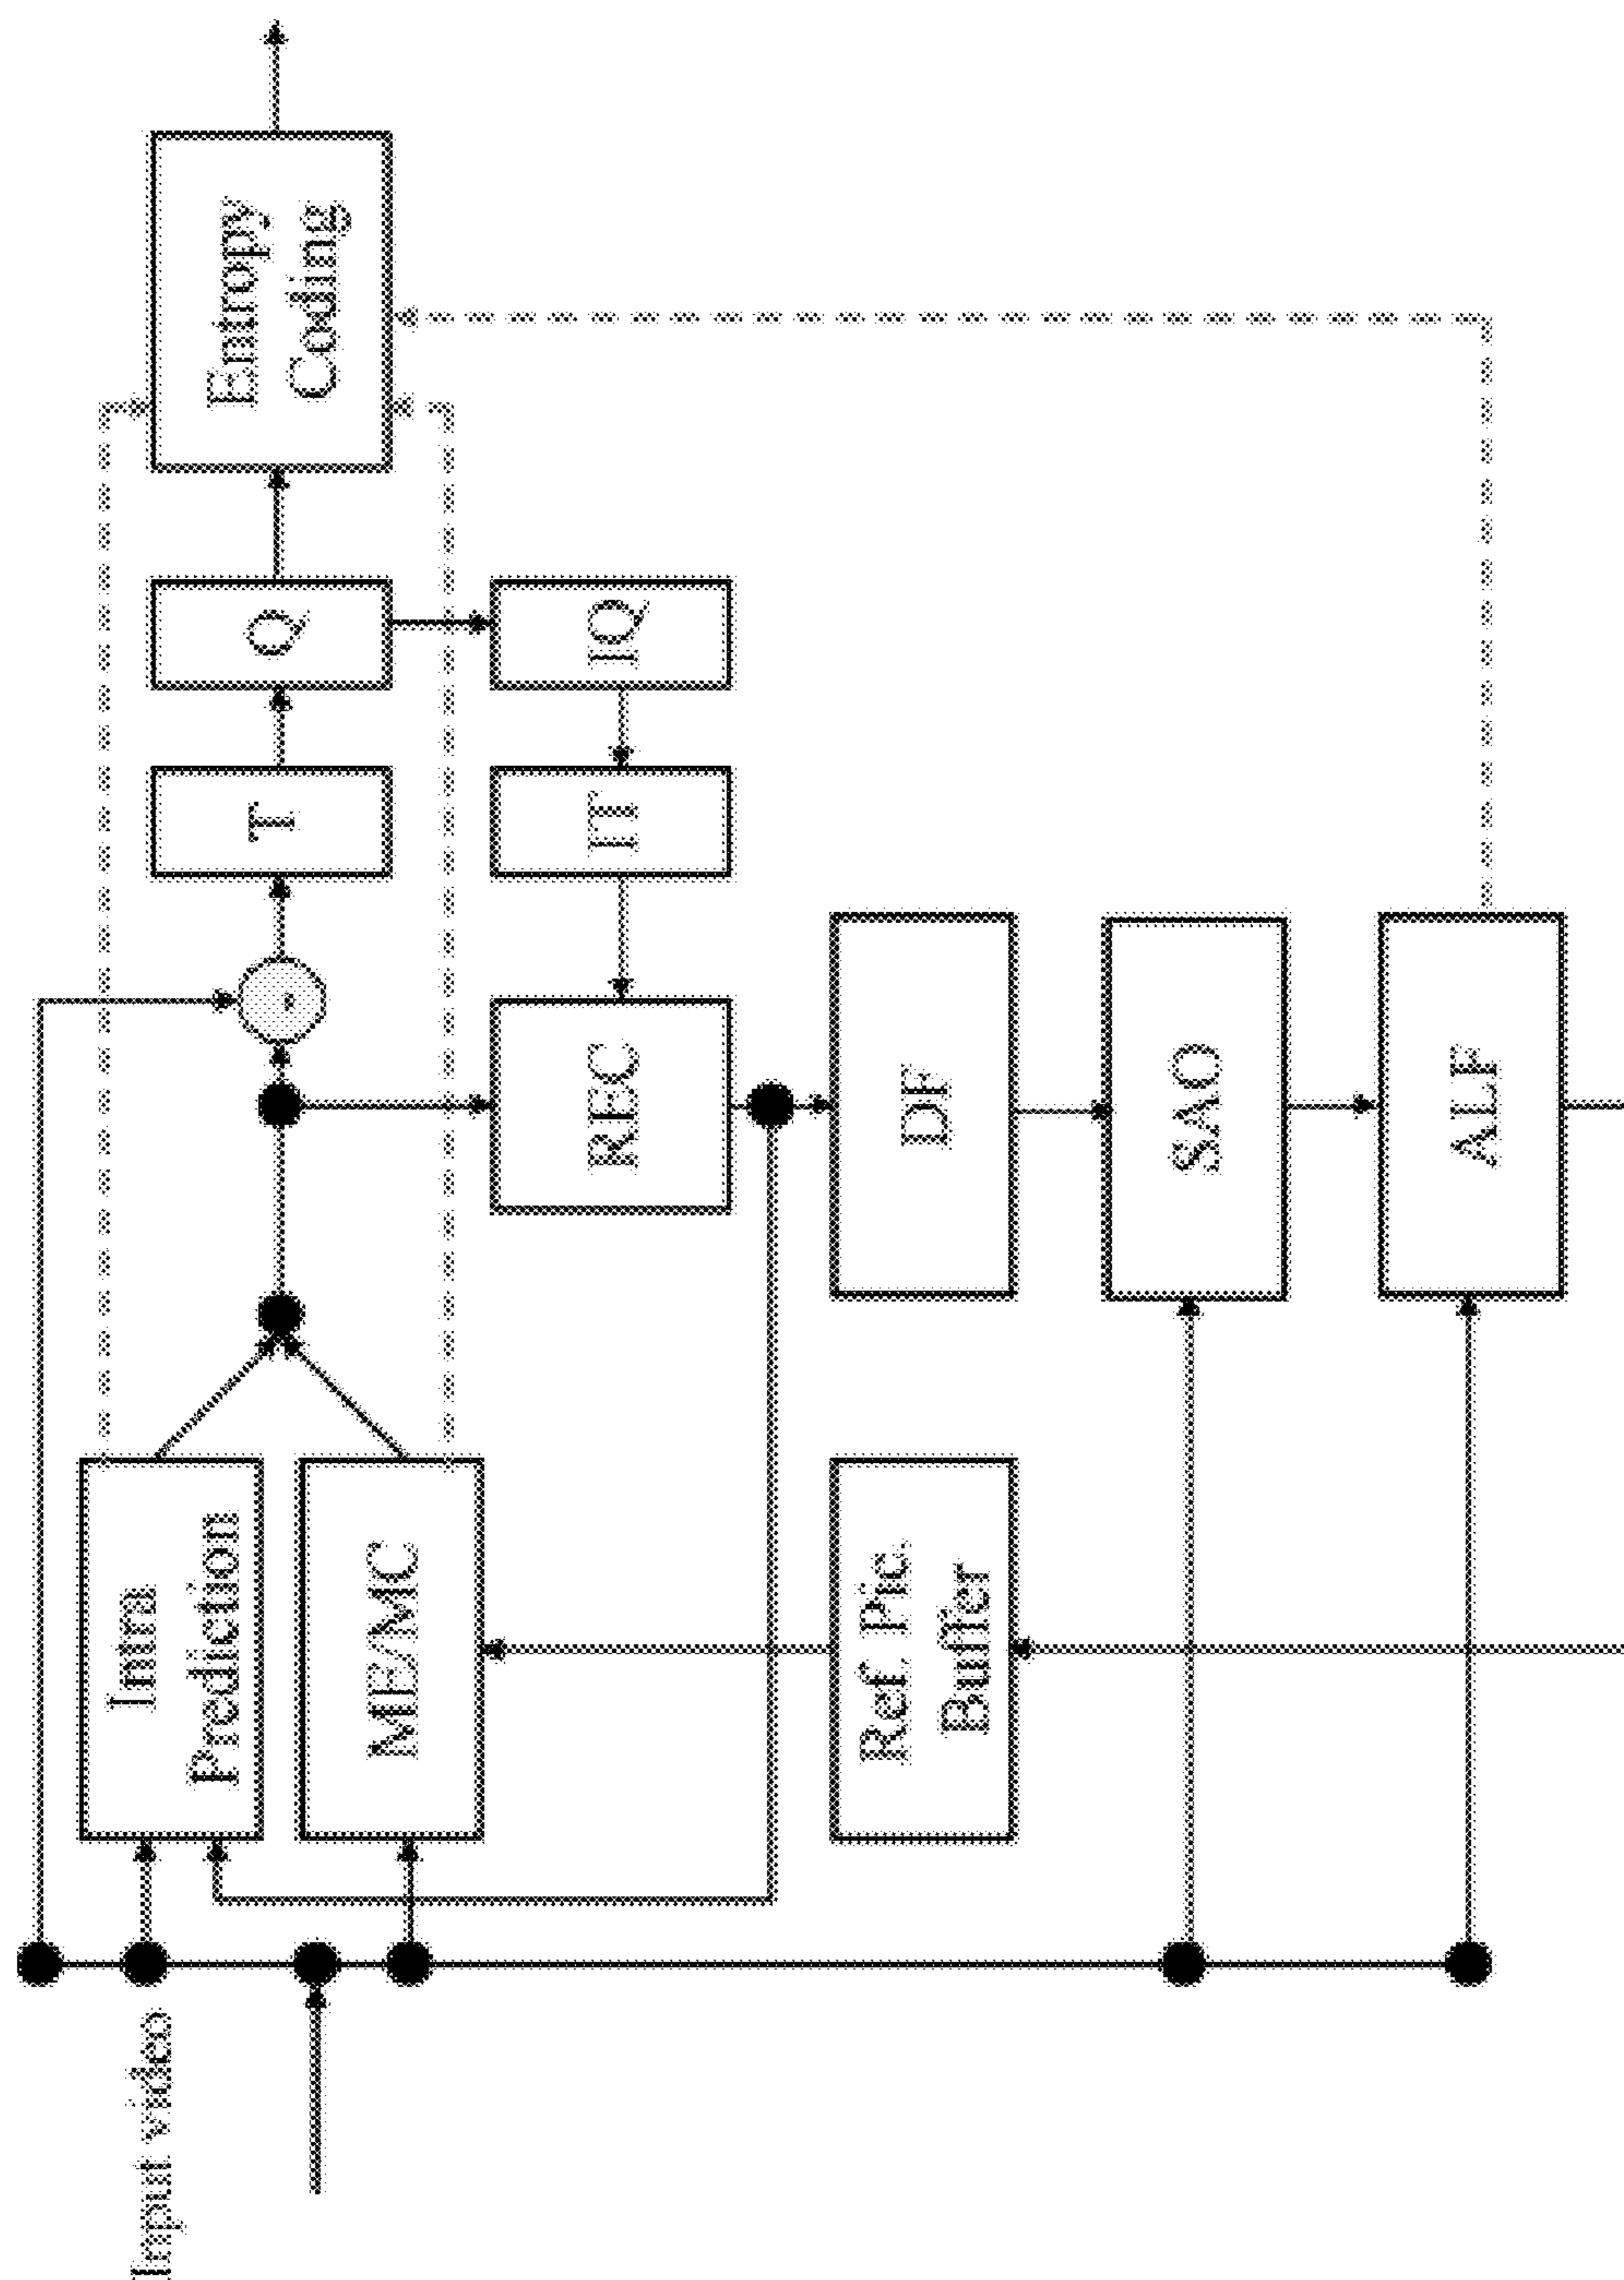 Input video
Intra
Prediction
ME/MC
T
Q
Entropy
Coding
REC
IT
IQ
Ref. Pic.
Buffer
DF
SAO
ALF
-